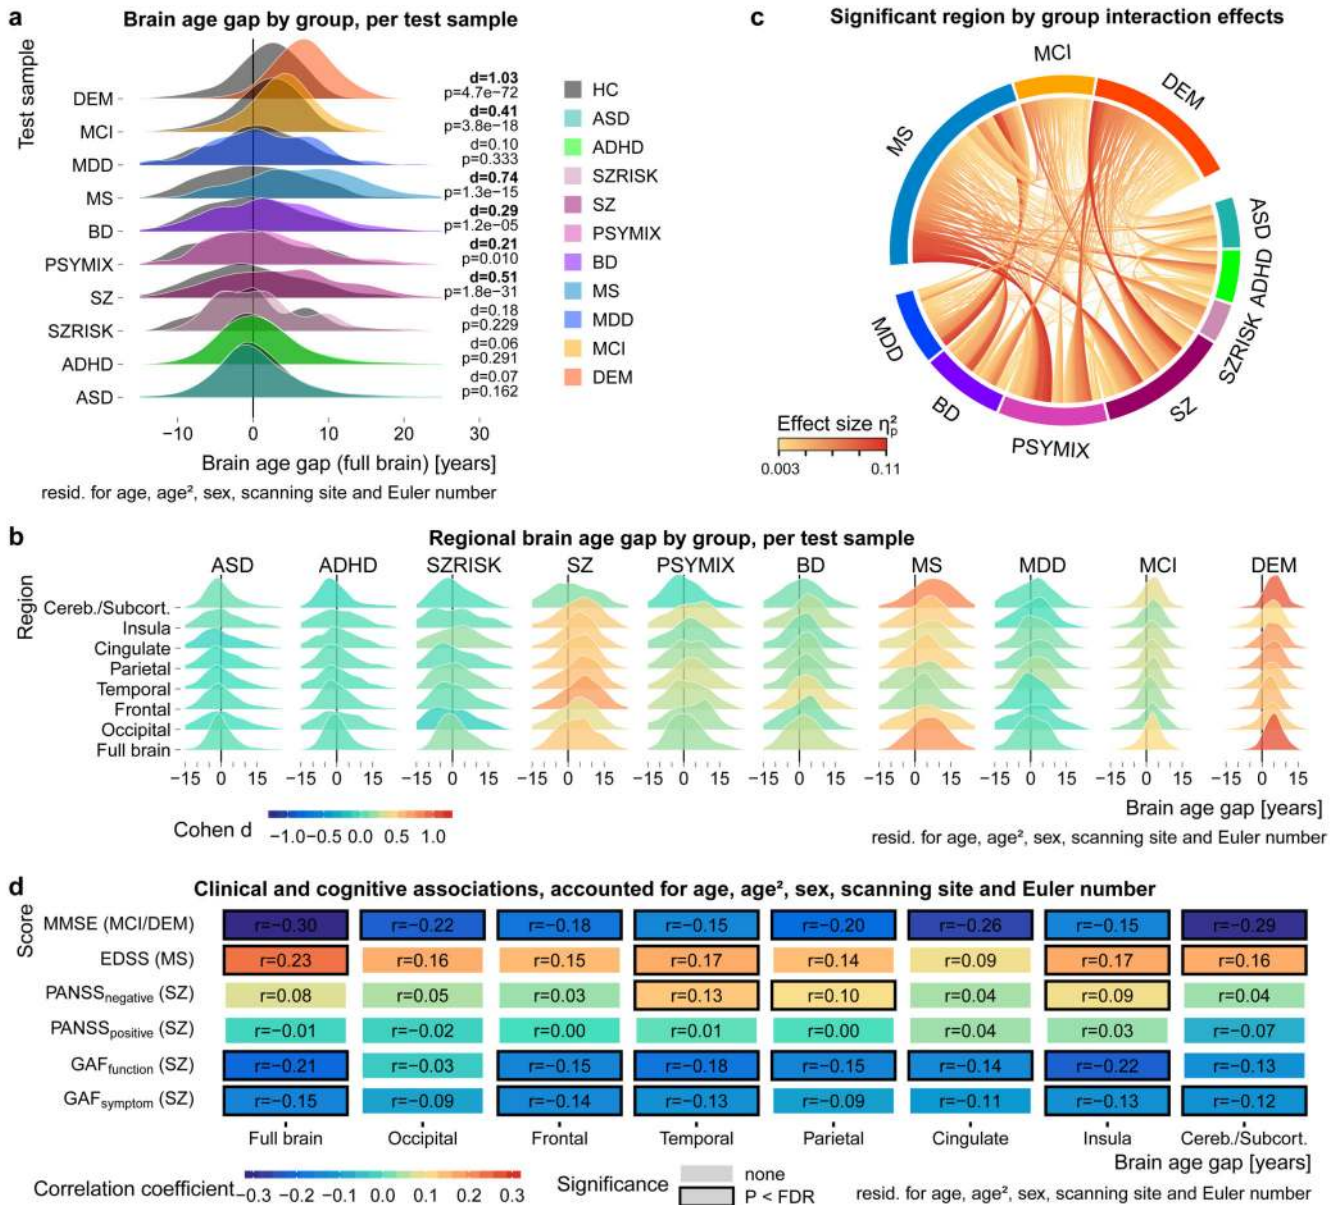 a
Brain age gap by group, per test sample
Test sample
DEM
MCI
MDD
MS
BD
PSYMIX
SZ
SZRISK
ADHD
ASD
d=1.03
p=4.7e−72
d=0.41
p=3.8e−18
d=0.10
p=0.333
d=0.74
p=1.3e−15
d=0.29
p=1.2e−05
d=0.21
p=0.010
d=0.51
p=1.8e−31
d=0.18
p=0.229
d=0.06
p=0.291
d=0.07
p=0.162
−10 0 10 20 30
Brain age gap (full brain) [years]
resid. for age, age², sex, scanning site and Euler number
HC
ASD
ADHD
SZRISK
SZ
PSYMIX
BD
MS
MDD
MCI
DEM
c
Significant region by group interaction effects
MCI
DEM
MS
ASD
ADHD
SZRISK
SZ
PSYMIX
BD
MDD
Effect size η²p
0.003 0.11
b
Regional brain age gap by group, per test sample
ASD ADHD SZRISK SZ PSYMIX BD MS MDD MCI DEM
Region
Cereb./Subcort.
Insula
Cingulate
Parietal
Temporal
Frontal
Occipital
Full brain
−15 0 15 −15 0 15 −15 0 15 −15 0 15 −15 0 15 −15 0 15 −15 0 15 −15 0 15 −15 0 15 −15 0 15
Brain age gap [years]
Cohen d
−1.0 −0.5 0.0 0.5 1.0
resid. for age, age², sex, scanning site and Euler number
d
Clinical and cognitive associations, accounted for age, age², sex, scanning site and Euler number
Score
MMSE (MCI/DEM) r=−0.30 r=−0.22 r=−0.18 r=−0.15 r=−0.20 r=−0.26 r=−0.15 r=−0.29
EDSS (MS) r=0.23 r=0.16 r=0.15 r=0.17 r=0.14 r=0.09 r=0.17 r=0.16
PANSSnegative (SZ) r=0.08 r=0.05 r=0.03 r=0.13 r=0.10 r=0.04 r=0.09 r=0.04
PANSSpositive (SZ) r=−0.01 r=−0.02 r=0.00 r=0.01 r=0.00 r=0.04 r=0.03 r=−0.07
GAFfunction (SZ) r=−0.21 r=−0.03 r=−0.15 r=−0.18 r=−0.15 r=−0.14 r=−0.22 r=−0.13
GAFsymptom (SZ) r=−0.15 r=−0.09 r=−0.14 r=−0.13 r=−0.09 r=−0.11 r=−0.13 r=−0.12
Full brain Occipital Frontal Temporal Parietal Cingulate Insula Cereb./Subcort.
Brain age gap [years]
Correlation coefficient
−0.3 −0.2 −0.1 0.0 0.1 0.2 0.3
Significance
none
P < FDR
resid. for age, age², sex, scanning site and Euler number